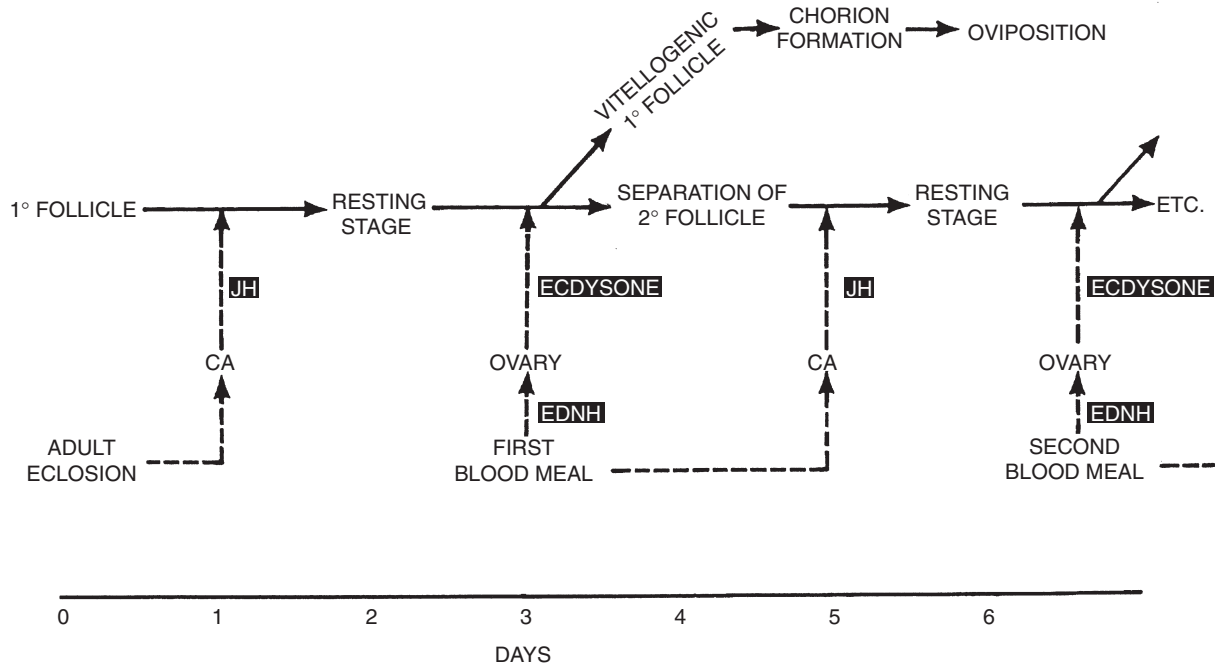 CHORION
FORMATION
OVIPOSITION
VITELLOGENIC
1° FOLLICLE
1° FOLLICLE
RESTING
STAGE
SEPARATION OF
2° FOLLICLE
RESTING
STAGE
ETC.
JH
ECDYSONE
JH
ECDYSONE
CA
OVARY
CA
OVARY
EDNH
EDNH
ADULT
ECLOSION
FIRST
BLOOD MEAL
SECOND
BLOOD MEAL
0 1 2 3 4 5 6
DAYS